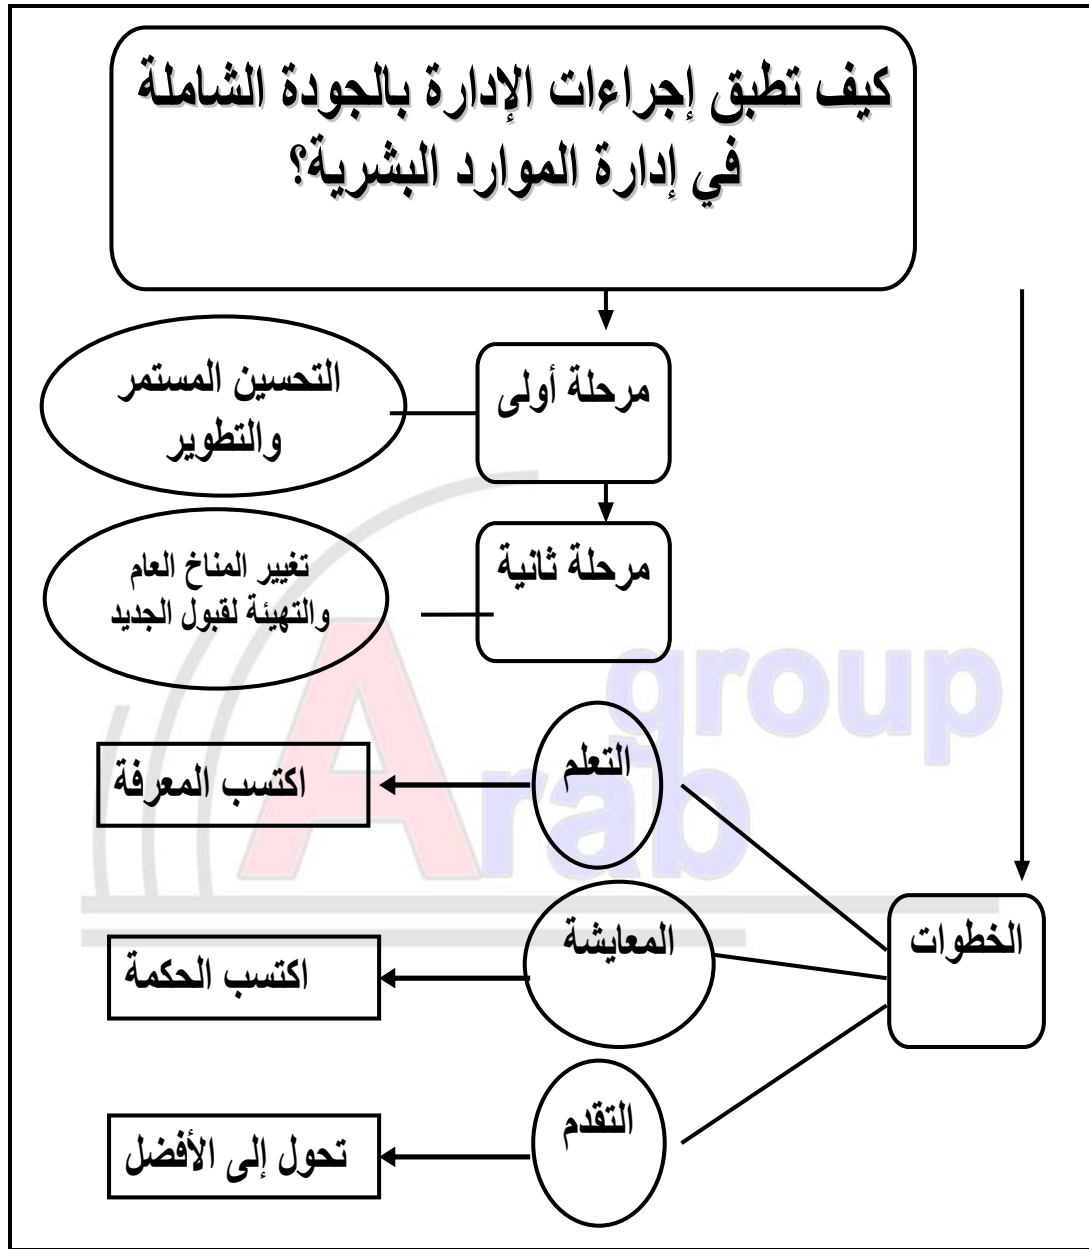 كيف تطبق إجراءات الإدارة بالجودة الشاملة
في إدارة الموارد البشرية؟
مرحلة أولى
التحسين المستمر
والتطوير
مرحلة ثانية
تغيير المناخ العام
والتهيئة لقبول الجديد
الخطوات
التعلم
اكتسب المعرفة
المعايشة
اكتسب الحكمة
التقدم
تحول إلى الأفضل
Arab
group